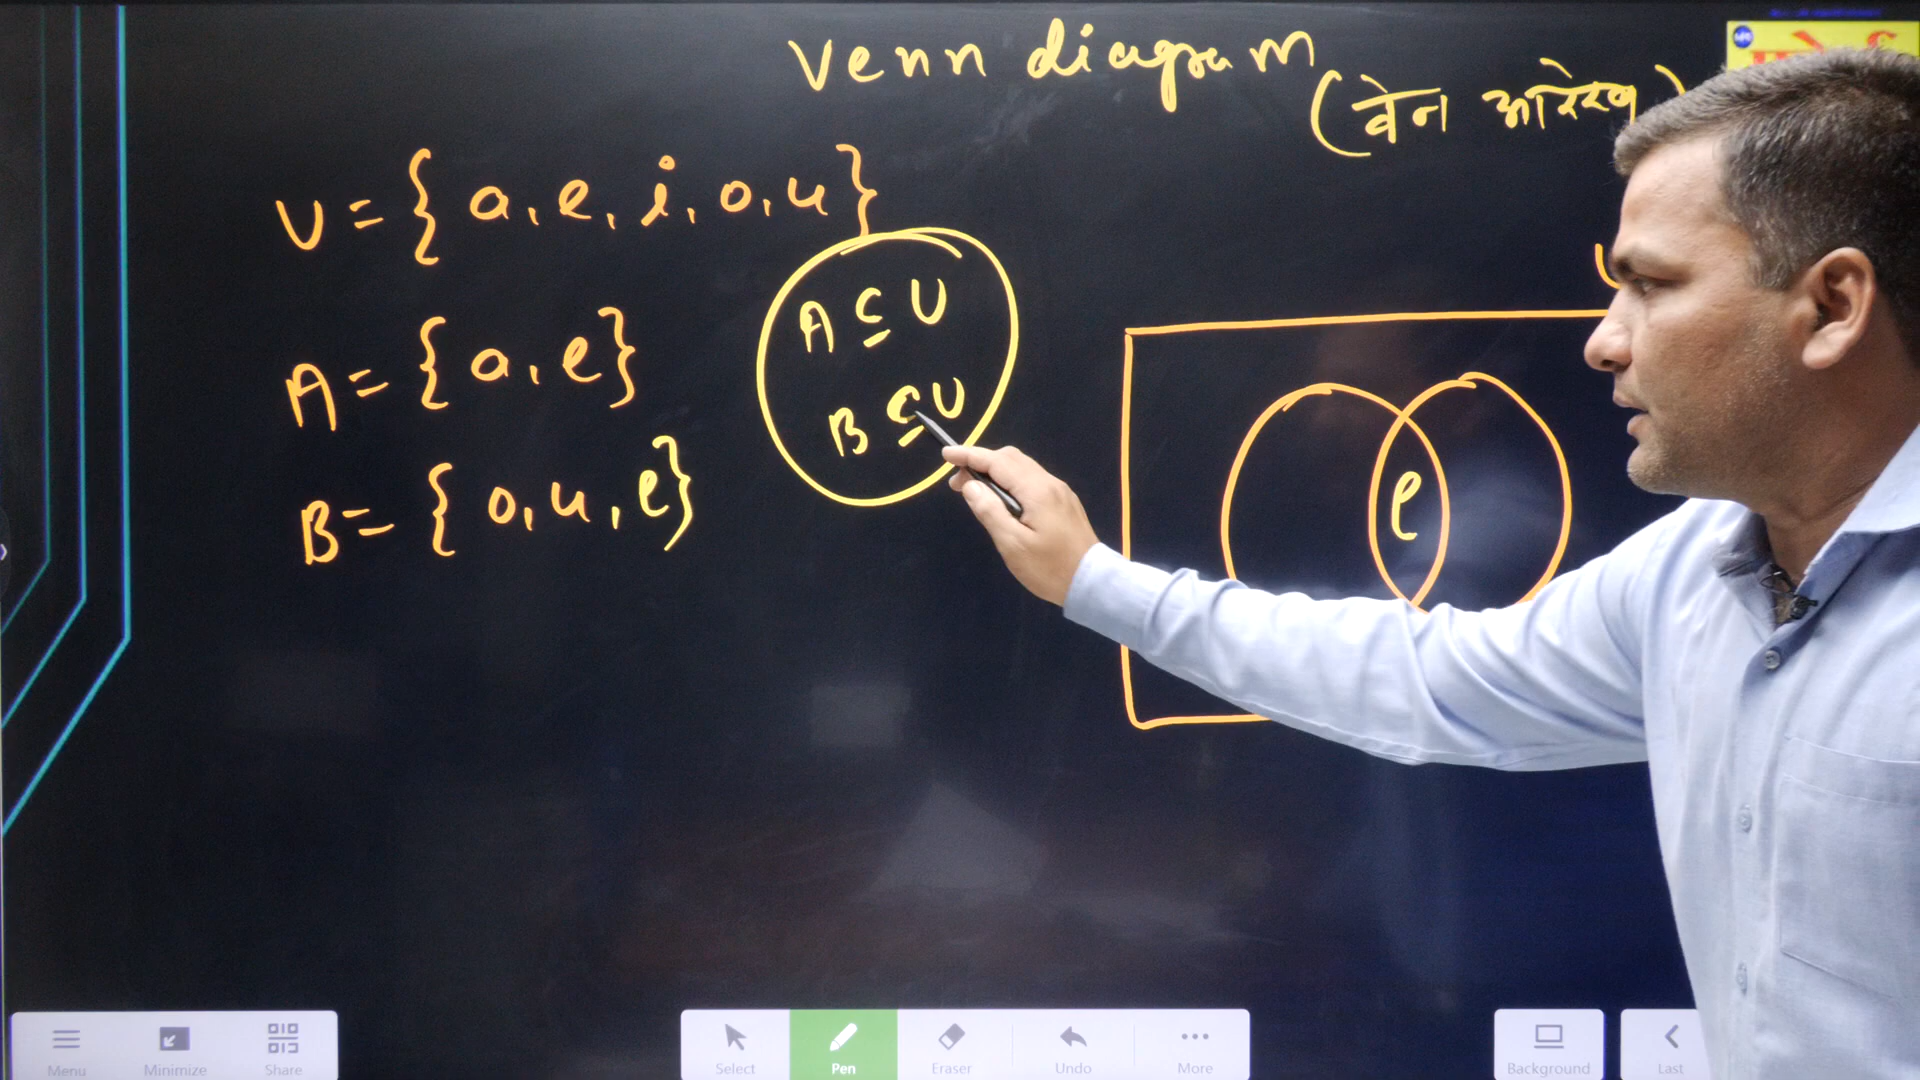 Venn diagram
(वेन आरेख)
U = { a, e, i, o, u }
A = { a, e }
B = { o, u, e }
A ⊆ U
B ⊆ U
e
Menu
Minimize
Share
Select
Pen
Eraser
Undo
More
Background
Last